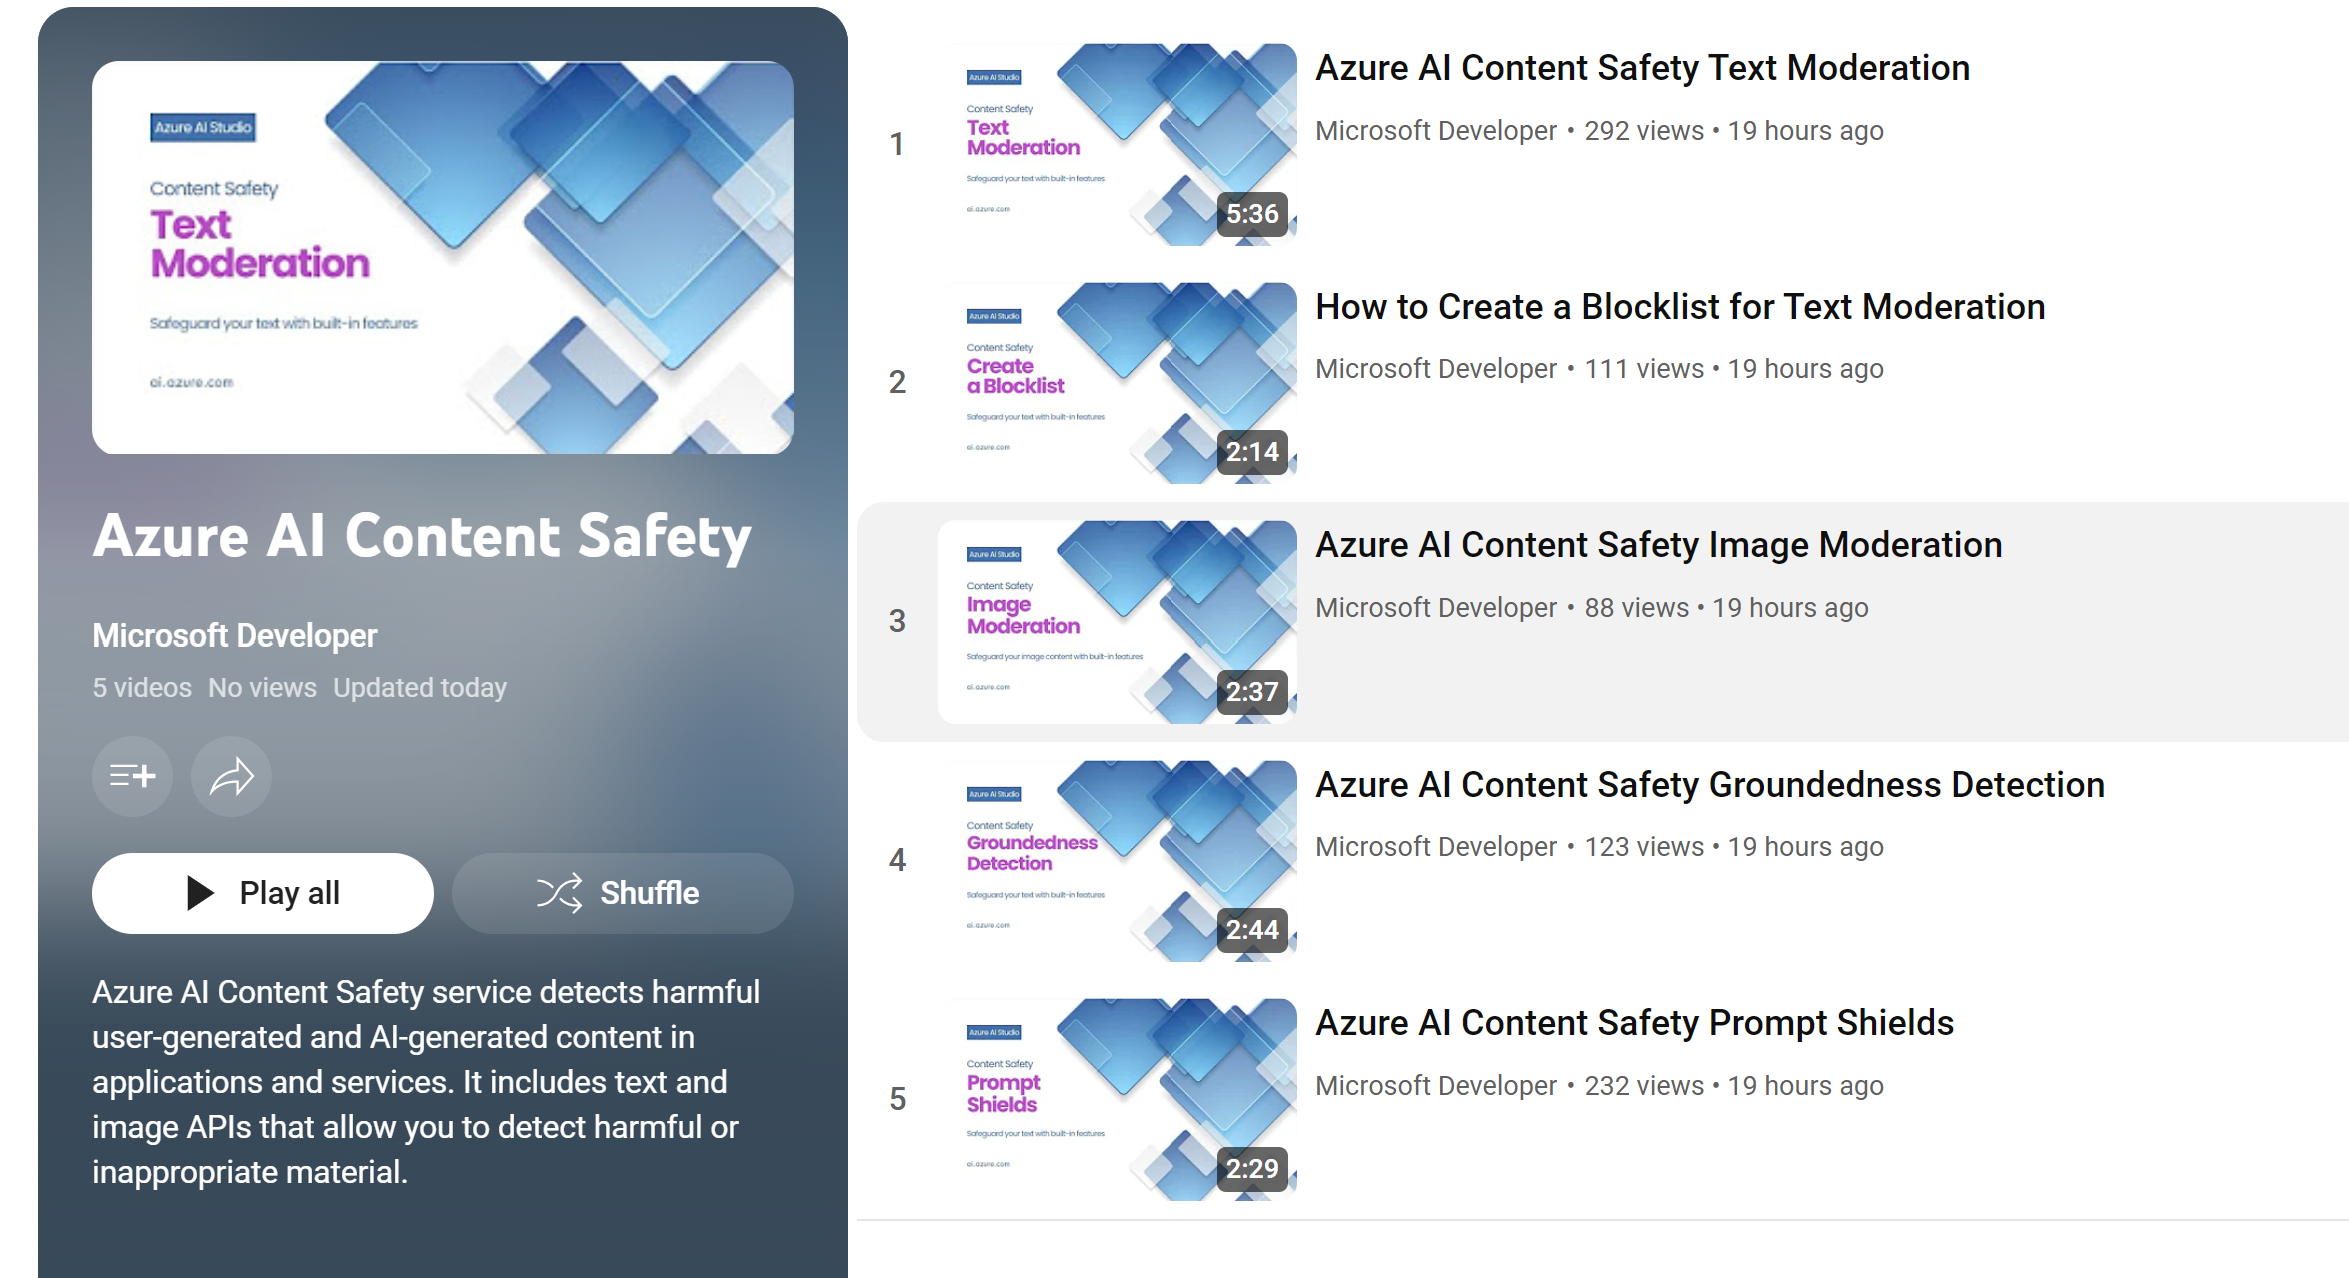 Azure AI Studio
Content Safety
Text
Moderation
Safeguard your text with built-in features
ai.azure.com
Azure AI Content Safety
Microsoft Developer
5 videos No views Updated today
Play all
Shuffle
Azure AI Content Safety service detects harmful
user-generated and AI-generated content in
applications and services. It includes text and
image APIs that allow you to detect harmful or
inappropriate material.
1
Azure AI Studio
Content Safety
Text
Moderation
Safeguard your text with built-in features
ai.azure.com
5:36
Azure AI Content Safety Text Moderation
Microsoft Developer • 292 views • 19 hours ago
2
Azure AI Studio
Content Safety
Create
a Blocklist
Safeguard your text with built-in features
ai.azure.com
2:14
How to Create a Blocklist for Text Moderation
Microsoft Developer • 111 views • 19 hours ago
3
Azure AI Studio
Content Safety
Image
Moderation
Safeguard your image content with built-in features
ai.azure.com
2:37
Azure AI Content Safety Image Moderation
Microsoft Developer • 88 views • 19 hours ago
4
Azure AI Studio
Content Safety
Groundedness
Detection
Safeguard your text with built-in features
ai.azure.com
2:44
Azure AI Content Safety Groundedness Detection
Microsoft Developer • 123 views • 19 hours ago
5
Azure AI Studio
Content Safety
Prompt
Shields
Safeguard your text with built-in features
ai.azure.com
2:29
Azure AI Content Safety Prompt Shields
Microsoft Developer • 232 views • 19 hours ago